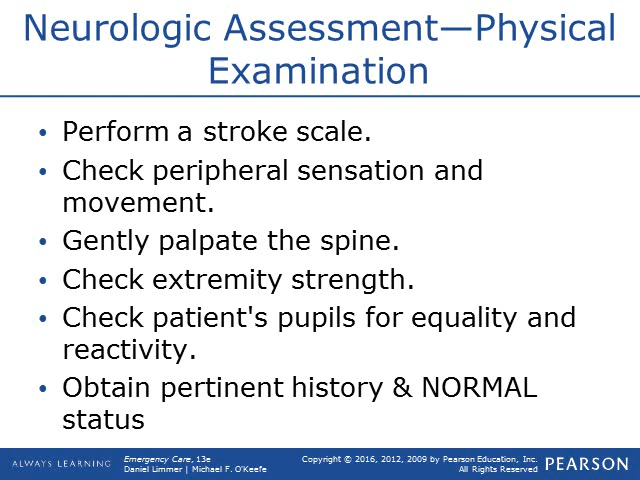 Neurologic Assessment—Physical
Examination
• Perform a stroke scale.
• Check peripheral sensation and
movement.
• Gently palpate the spine.
• Check extremity strength.
• Check patient's pupils for equality and
reactivity.
• Obtain pertinent history & NORMAL
status
ALWAYS LEARNING
Emergency Care, 13e
Daniel Limmer | Michael F. O'Keefe
Copyright © 2016, 2012, 2009 by Pearson Education, Inc.
All Rights Reserved
PEARSON